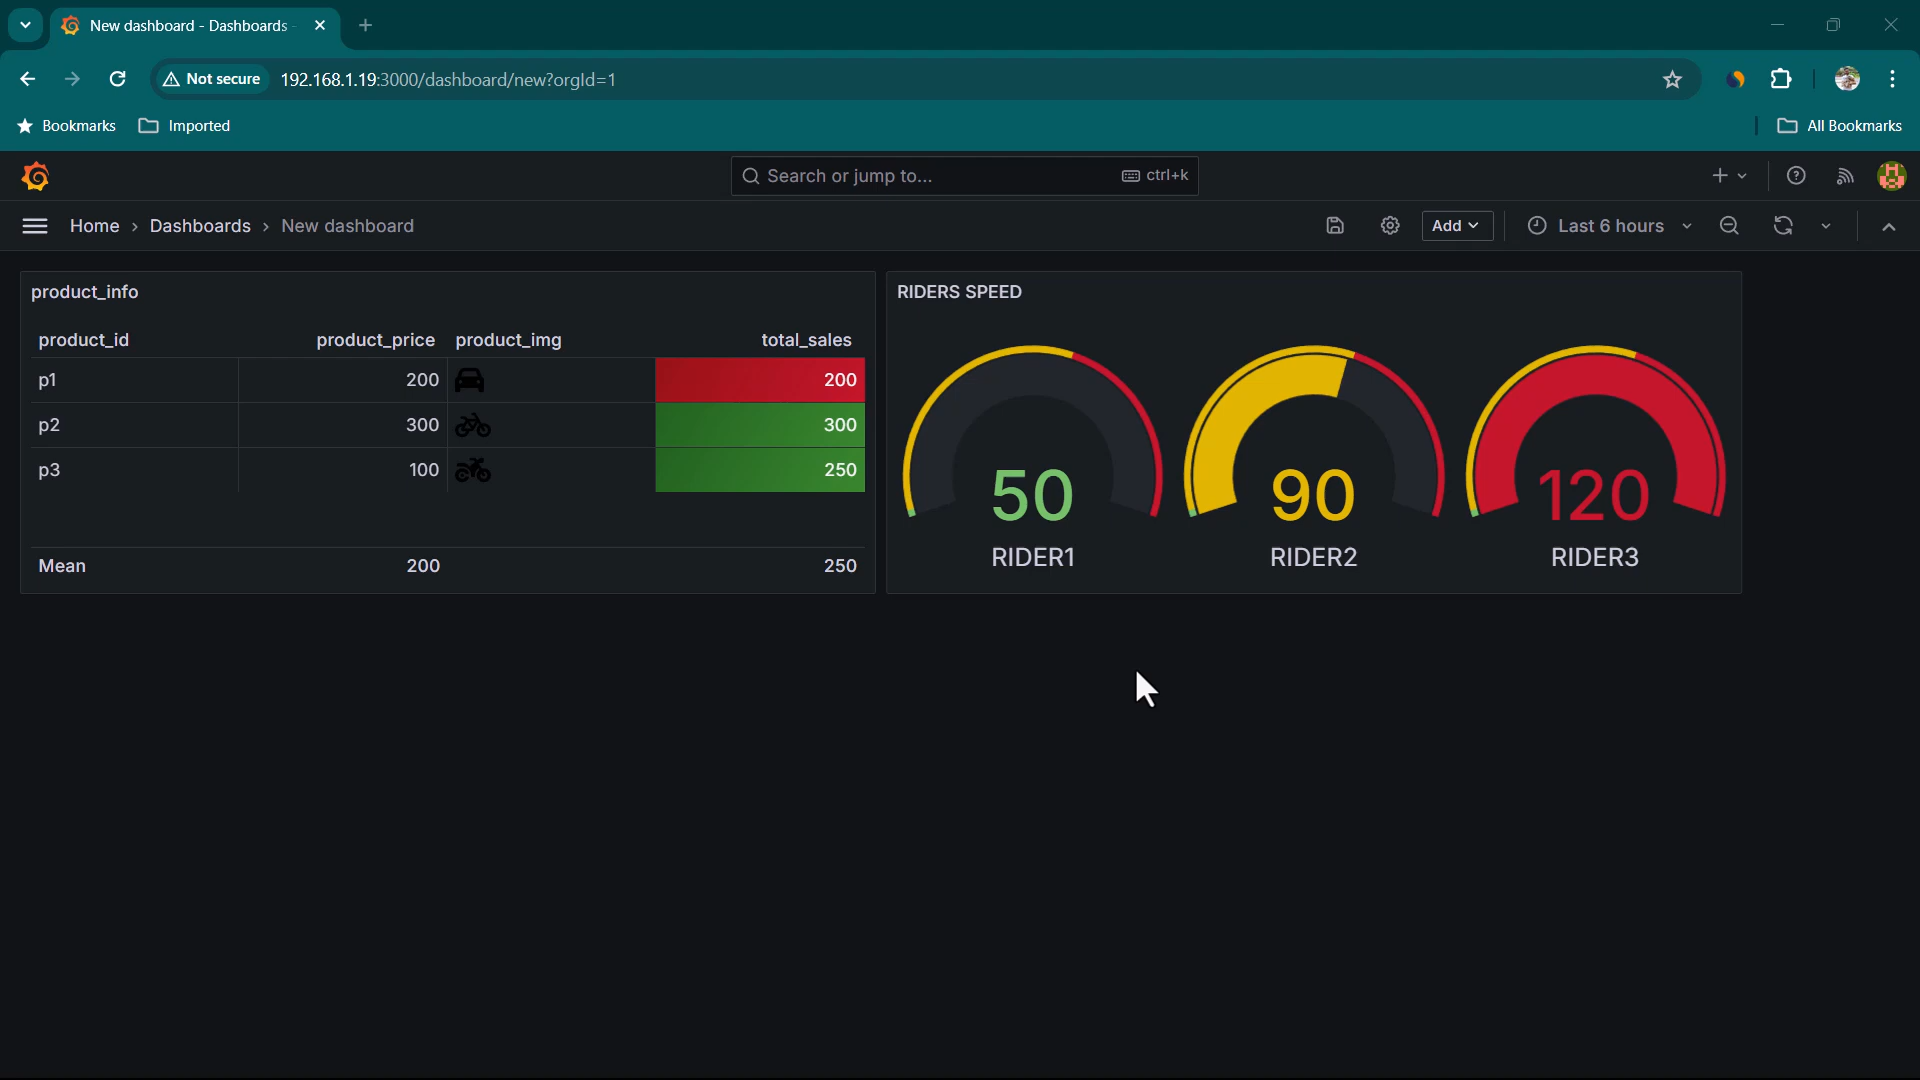 New dashboard - Dashboards -
Not secure 192.168.1.19:3000/dashboard/new?orgId=1
Bookmarks Imported All Bookmarks
Search or jump to... ctrl+k
Home › Dashboards › New dashboard Add Last 6 hours
product_info
product_id product_price product_img total_sales
p1 200 200
p2 300 300
p3 100 250
Mean 200 250
RIDERS SPEED
50 90 120
RIDER1 RIDER2 RIDER3